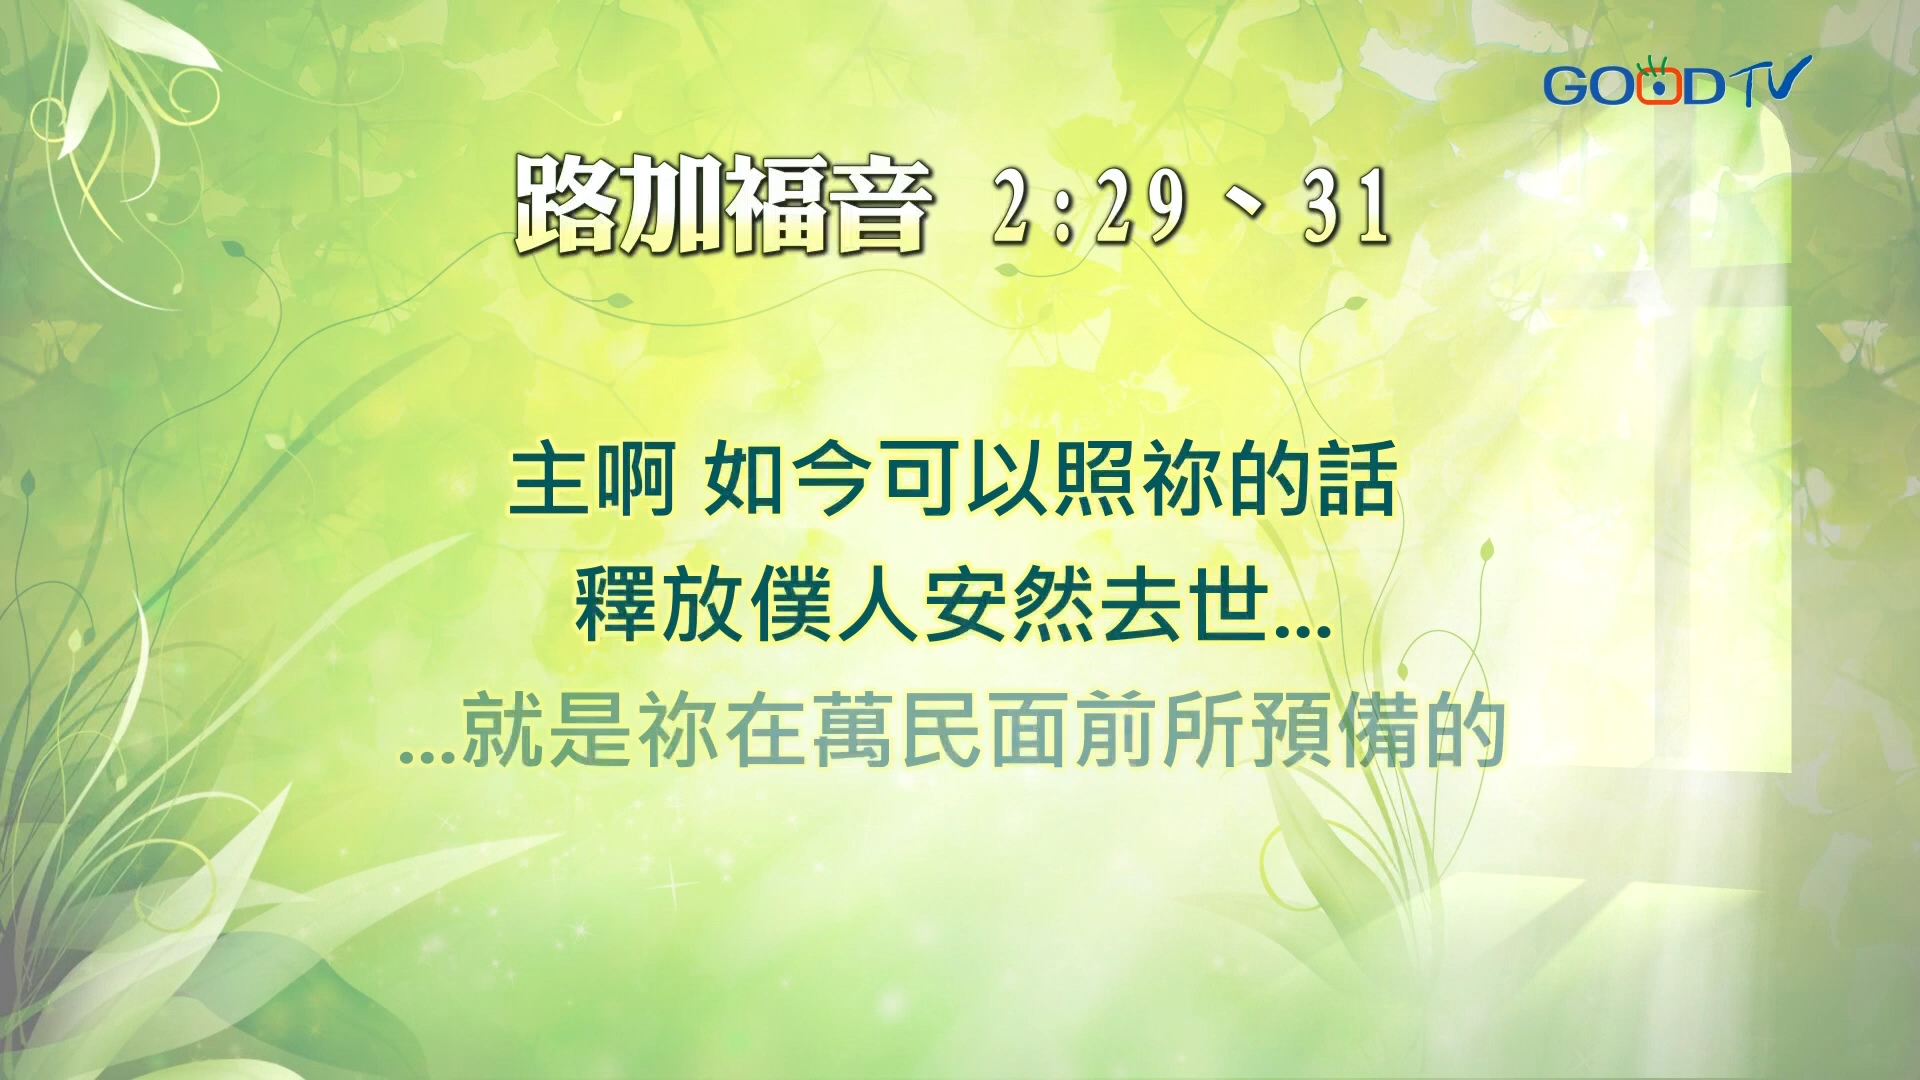 GOODTV
路加福音 2:29、31
主啊 如今可以照祢的話
釋放僕人安然去世...
...就是祢在萬民面前所預備的